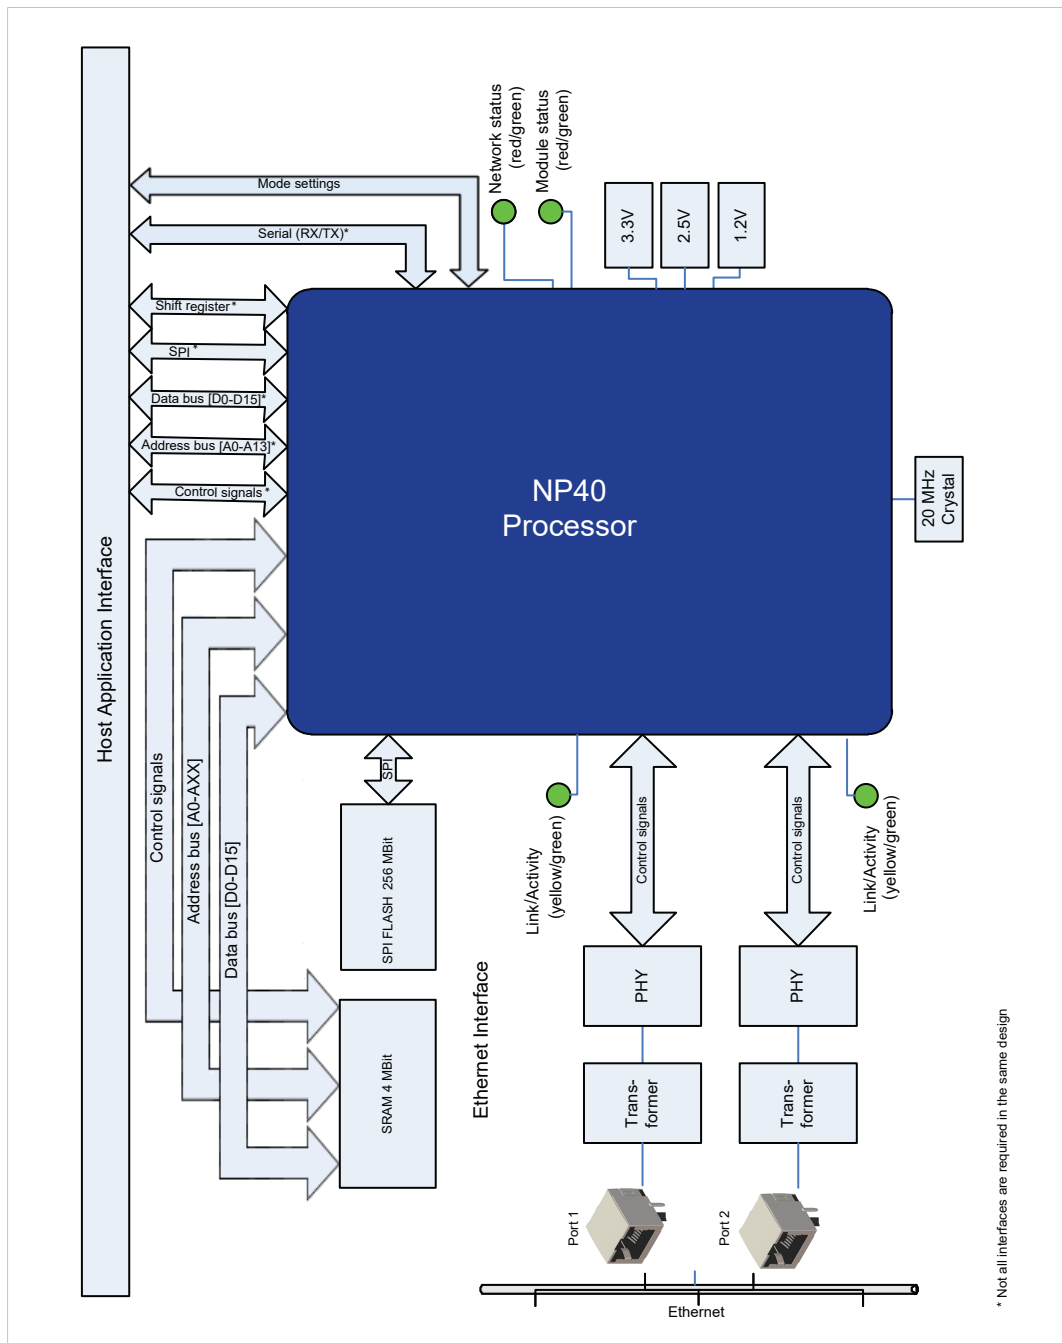 Host Application Interface
Mode settings
Serial (RX/TX)*
Shift register*
SPI*
Data bus [D0-D15]*
Address bus [A0-A13]*
Control signals*
Control signals
Address bus [A0-AXX]
Data bus [D0-D15]
Network status
(red/green)
Module status
(red/green)
3.3V
2.5V
1.2V
NP40
Processor
20 MHz
Crystal
SPI
SPI FLASH 256 MBit
SRAM 4 MBit
Link/Activity
(yellow/green)
Control signals
Control signals
Link/Activity
(yellow/green)
Ethernet Interface
PHY
PHY
Trans-
former
Trans-
former
Port 1
Port 2
Ethernet
* Not all interfaces are required in the same design